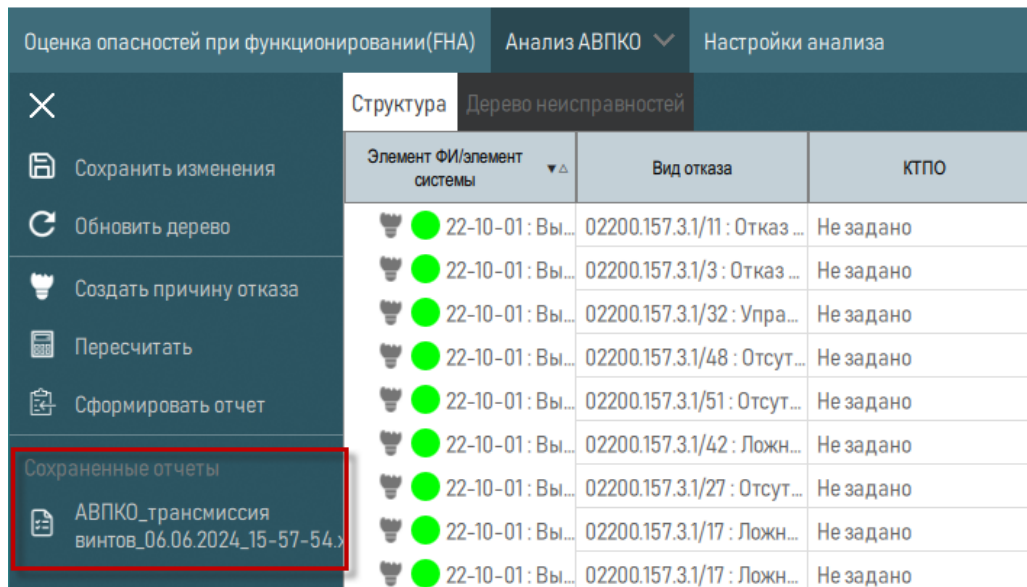 Оценка опасностей при функционировании(FHA) Анализ АВПКО Настройки анализа
Структура Дерево неисправностей
Сохранить изменения
Обновить дерево
Создать причину отказа
Пересчитать
Сформировать отчет
Сохраненные отчеты
АВПКО_трансмиссия
винтов_06.06.2024_15-57-54.x
Элемент ФИ/элемент
системы
Вид отказа
КТПО
22-10-01 : Вы... 02200.157.3.1/11 : Отказ ... Не задано
22-10-01 : Вы... 02200.157.3.1/3 : Отказ ... Не задано
22-10-01 : Вы... 02200.157.3.1/32 : Упра... Не задано
22-10-01 : Вы... 02200.157.3.1/48 : Отсут... Не задано
22-10-01 : Вы... 02200.157.3.1/51 : Отсут... Не задано
22-10-01 : Вы... 02200.157.3.1/42 : Ложн... Не задано
22-10-01 : Вы... 02200.157.3.1/27 : Отсут... Не задано
22-10-01 : Вы... 02200.157.3.1/17 : Ложн... Не задано
22-10-01 : Вы... 02200.157.3.1/17 : Ложн... Не задано